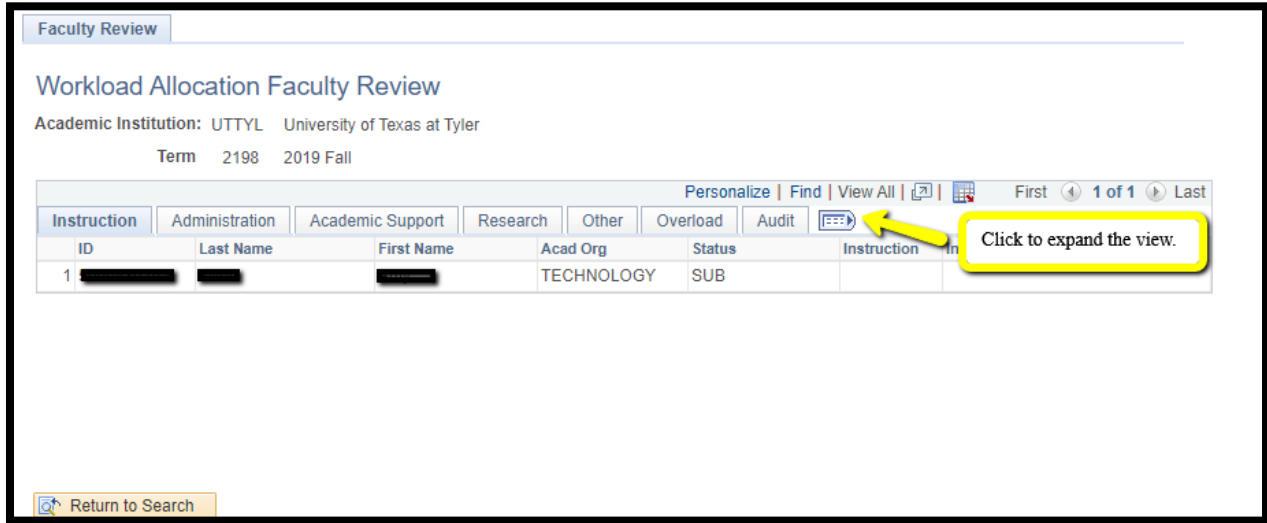 Faculty Review
Workload Allocation Faculty Review
Academic Institution: UTTYL University of Texas at Tyler
Term 2198 2019 Fall
Personalize | Find | View All | | First 1 of 1 Last
Instruction Administration Academic Support Research Other Overload Audit
Click to expand the view.
ID Last Name First Name Acad Org Status Instruction
1 TECHNOLOGY SUB
Return to Search